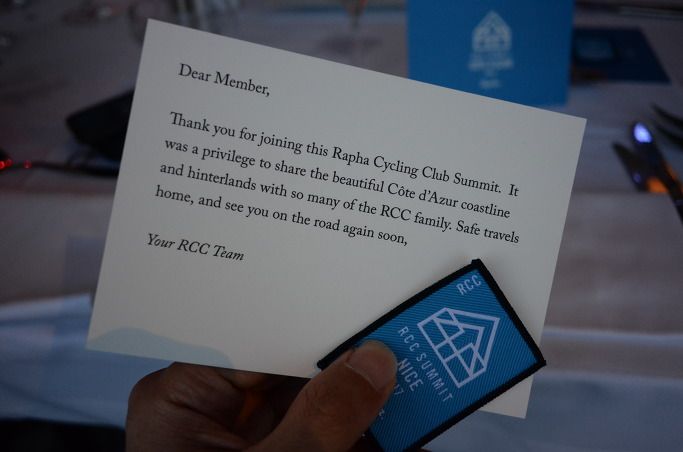 Dear Member,
Thank you for joining this Rapha Cycling Club Summit. It
was a privilege to share the beautiful Côte d'Azur coastline
and hinterlands with so many of the RCC family. Safe travels
home, and see you on the road again soon,
Your RCC Team
RCC
RCC SUMMIT
NICE